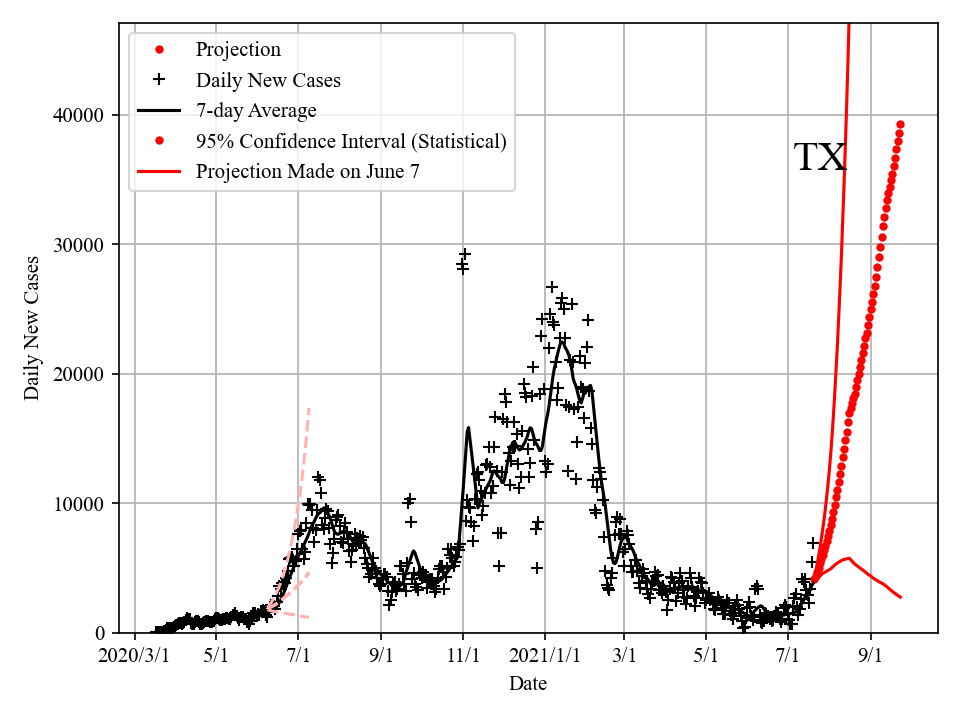 Projection
Daily New Cases
7-day Average
95% Confidence Interval (Statistical)
Projection Made on June 7
TX
40000
30000
20000
10000
0
Daily New Cases
2020/3/1 5/1 7/1 9/1 11/1 2021/1/1 3/1 5/1 7/1 9/1
Date